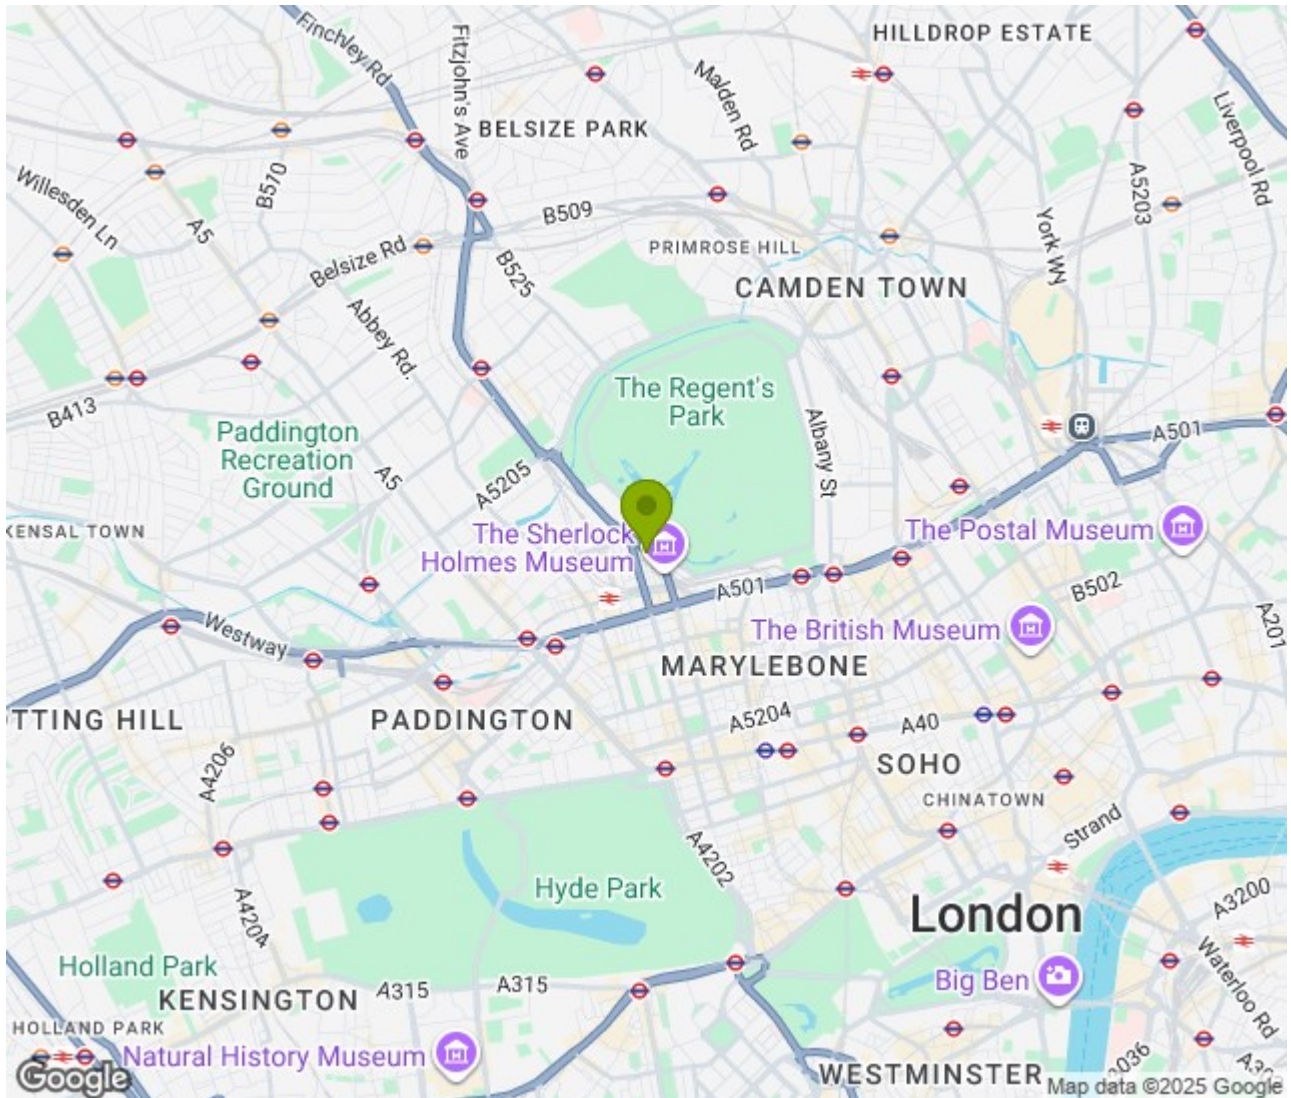 Finchley Rd
Fitzjohn's Ave
HILLDROP ESTATE
Malden Rd
Liverpool Rd
BELSIZE PARK
Willesden Ln
B510
A5
B509
A5203
York Wy
PRIMROSE HILL
Belsize Rd
B525
CAMDEN TOWN
Abbey Rd.
The Regent's
Park
B413
Albany St
Paddington
Recreation
Ground
A501
A5
A5205
KENSAL TOWN
The Sherlock
Holmes Museum
The Postal Museum
A501
B502
A201
Westway
The British Museum
MARYLEBONE
OTTING HILL
PADDINGTON
A5204
A40
A4206
SOHO
CHINATOWN
Strand
A4202
Hyde Park
A4204
London
A3200
Holland Park
Waterloo Rd
Big Ben
KENSINGTON
A315
A315
HOLLAND PARK
Natural History Museum
WESTMINSTER
Google
Map data ©2025 Google